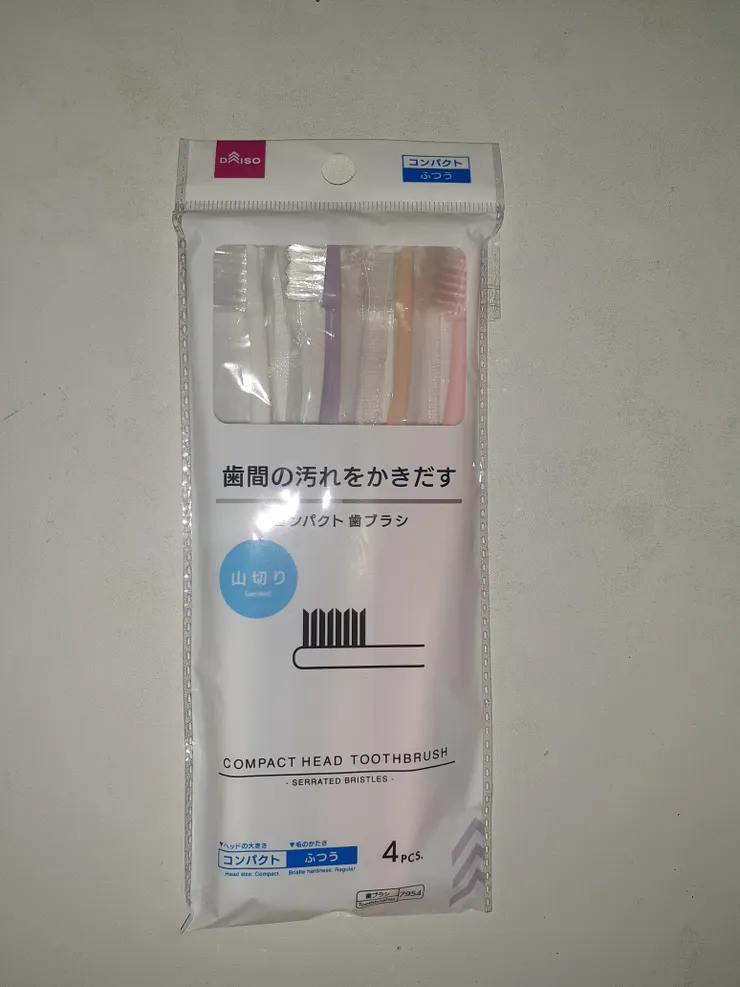 DAISO
コンパクト
ふつう
歯間の汚れをかきだす
コンパクト 歯ブラシ
山切り
COMPACT HEAD TOOTHBRUSH
- SERRATED BRISTLES -
▼ヘッドの大きさ ▼毛のかたさ
コンパクト ふつう
Head size: Compact Bristle hardness: Regular
4PCS.
歯ブラシ 7954
Toothbrushes